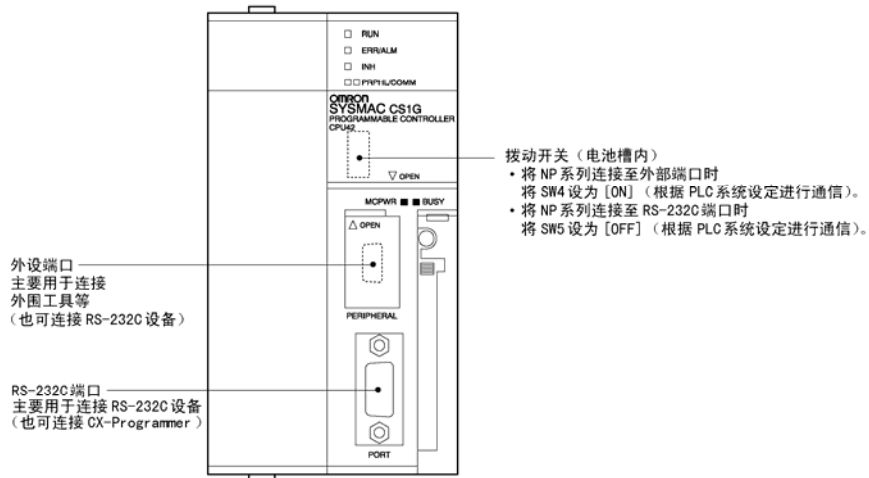 RUN
ERR/ALM
INH
PRPHL/COMM
OMRON
SYSMAC CS1G
PROGRAMMABLE CONTROLLER
CPU42
▽ OPEN
MCPWR ■ ■ BUSY
△ OPEN
PERIPHERAL
PORT
拨动开关（电池槽内）
・将 NP 系列连接至外部端口时
将 SW4 设为 [ON] （根据 PLC 系统设定进行通信）。
・将 NP 系列连接至 RS-232C 端口时
将 SW5 设为 [OFF] （根据 PLC 系统设定进行通信）。
外设端口
主要用于连接
外围工具等
（也可连接 RS-232C 设备）
RS-232C 端口
主要用于连接 RS-232C 设备
（也可连接 CX-Programmer）